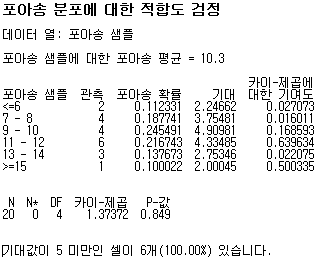 포아송 분포에 대한 적합도 검정
데이터 열: 포아송 샘플
포아송 샘플에 대한 포아송 평균 = 10.3
카이-제곱에
포아송 샘플 관측 포아송 확률 기대 대한 기여도
<=6 2 0.112331 2.24662 0.027073
7 - 8 4 0.187741 3.75481 0.016011
9 - 10 4 0.245491 4.90981 0.168593
11 - 12 6 0.216743 4.33485 0.639634
13 - 14 3 0.137673 2.75346 0.022075
>=15 1 0.100022 2.00045 0.500335
N N* DF 카이-제곱 P-값
20 0 4 1.37372 0.849
기대값이 5 미만인 셀이 6개(100.00%) 있습니다.